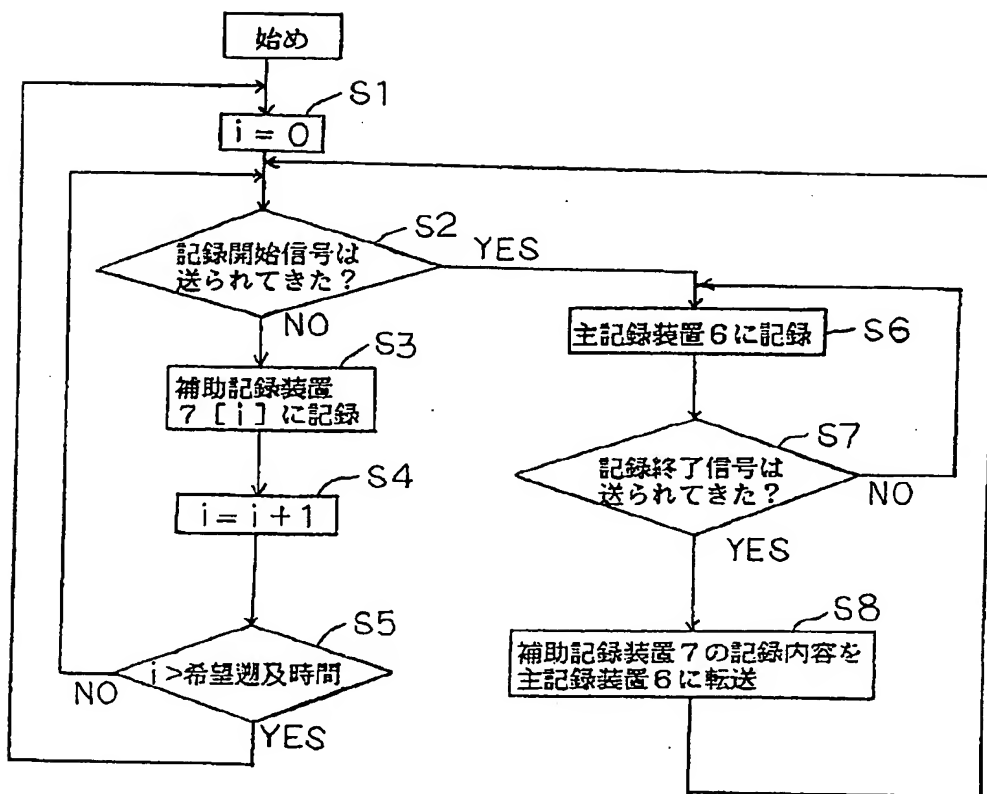 始め
S1
i = 0
S2
記録開始信号は
送られてきた?
YES
NO
S3
補助記録装置
7 [i] に記録
S4
i = i + 1
S5
i >希望遡及時間
NO
YES
主記録装置6に記録
S6
S7
記録終了信号は
送られてきた?
NO
YES
S8
補助記録装置7の記録内容を
主記録装置6に転送